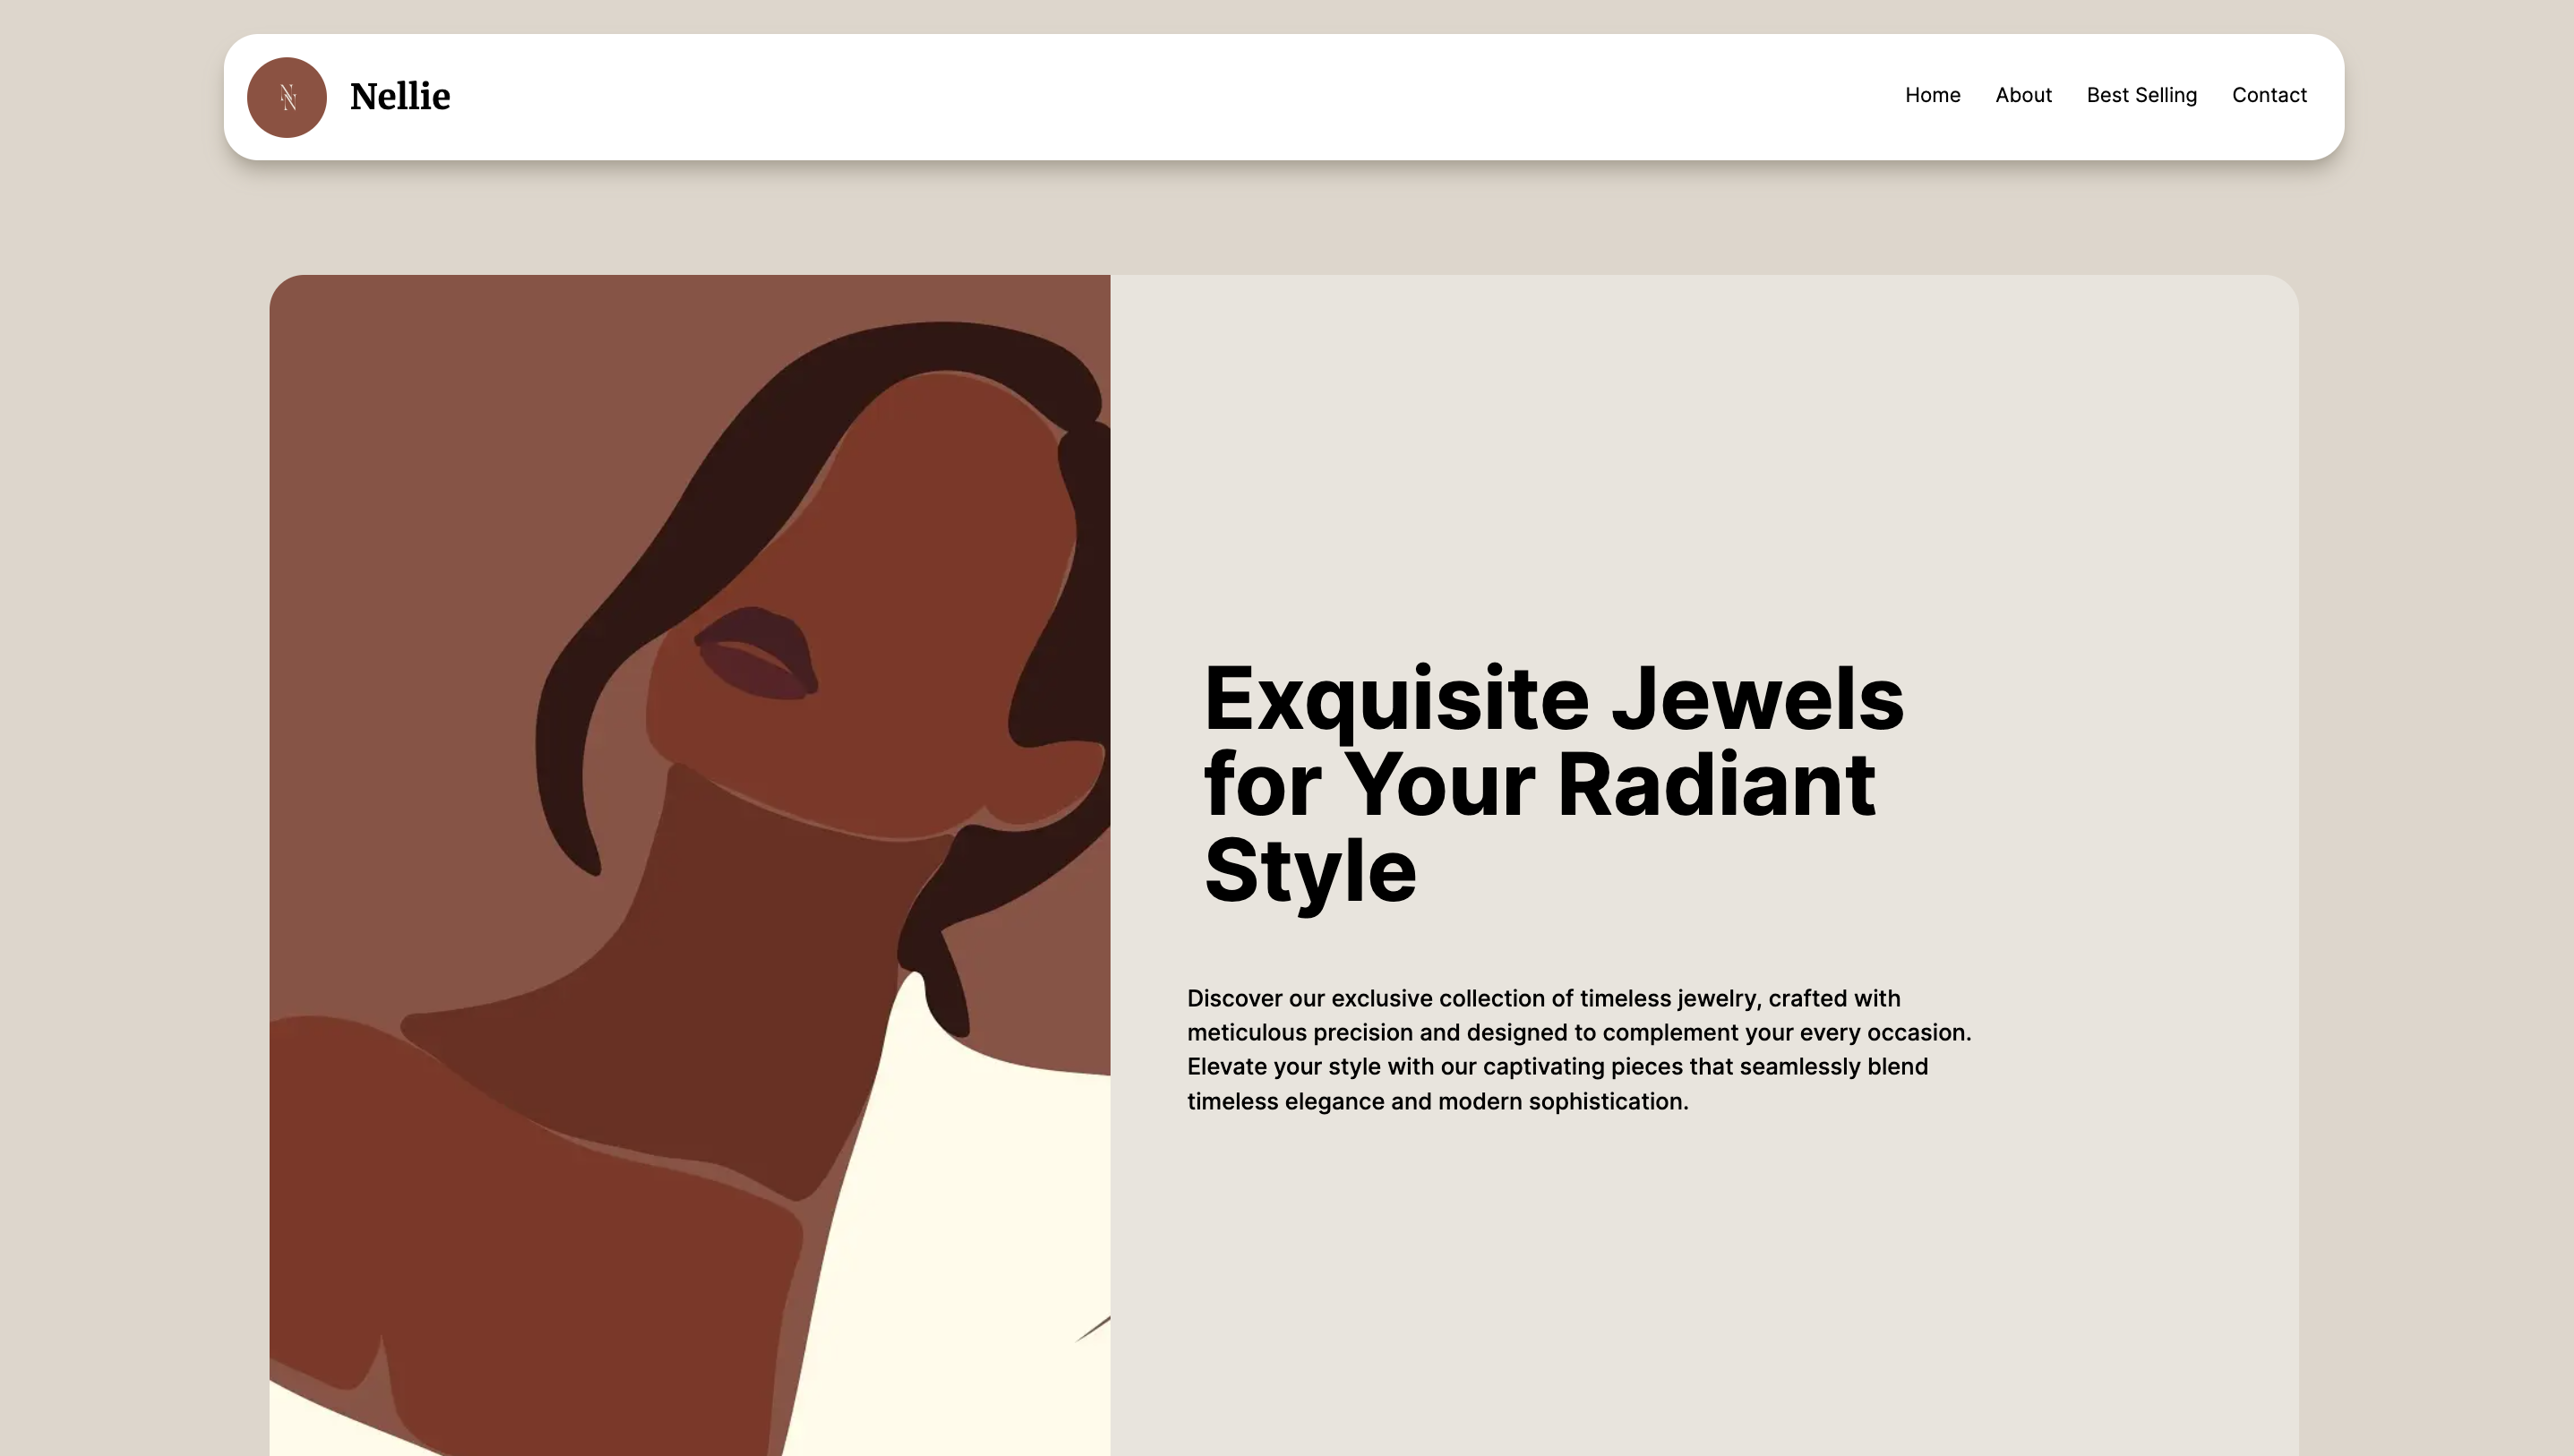 NN
Nellie
Home About Best Selling Contact
Exquisite Jewels
for Your Radiant
Style
Discover our exclusive collection of timeless jewelry, crafted with
meticulous precision and designed to complement your every occasion.
Elevate your style with our captivating pieces that seamlessly blend
timeless elegance and modern sophistication.